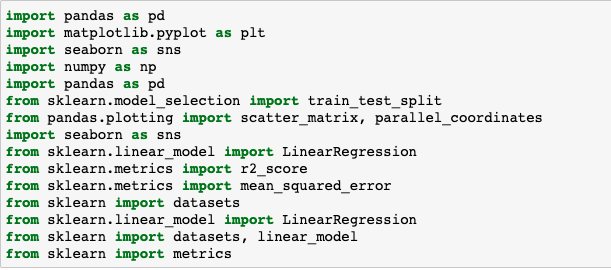 import pandas as pd
import matplotlib.pyplot as plt
import seaborn as sns
import numpy as np
import pandas as pd
from sklearn.model_selection import train_test_split
from pandas.plotting import scatter_matrix, parallel_coordinates
import seaborn as sns
from sklearn.linear_model import LinearRegression
from sklearn.metrics import r2_score
from sklearn.metrics import mean_squared_error
from sklearn import datasets
from sklearn.linear_model import LinearRegression
from sklearn import datasets, linear_model
from sklearn import metrics